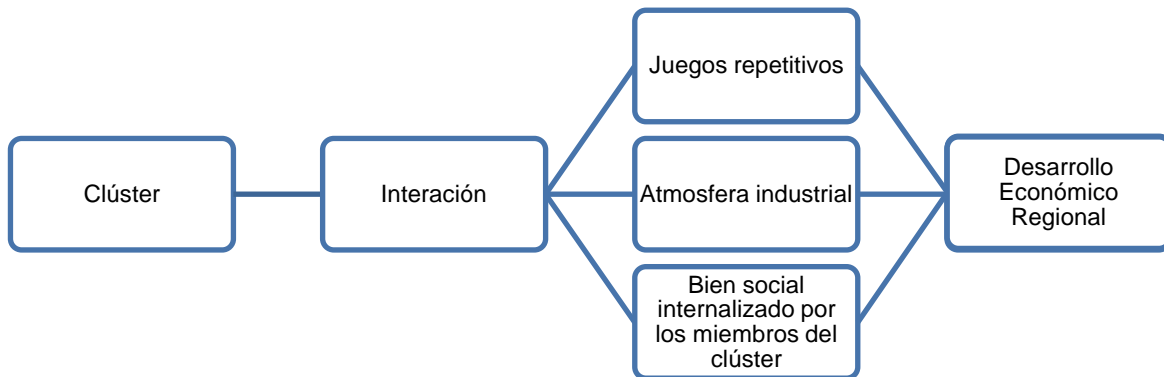 Clúster
Interación
Juegos repetitivos
Atmosfera industrial
Bien social
internalizado por
los miembros del
clúster
Desarrollo
Económico
Regional